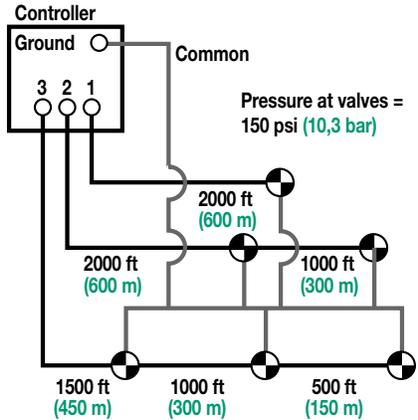 Controller
Ground
Common
3 2 1
Pressure at valves =
150 psi (10,3 bar)
2000 ft
(600 m)
2000 ft
(600 m)
1000 ft
(300 m)
1500 ft
(450 m)
1000 ft
(300 m)
500 ft
(150 m)